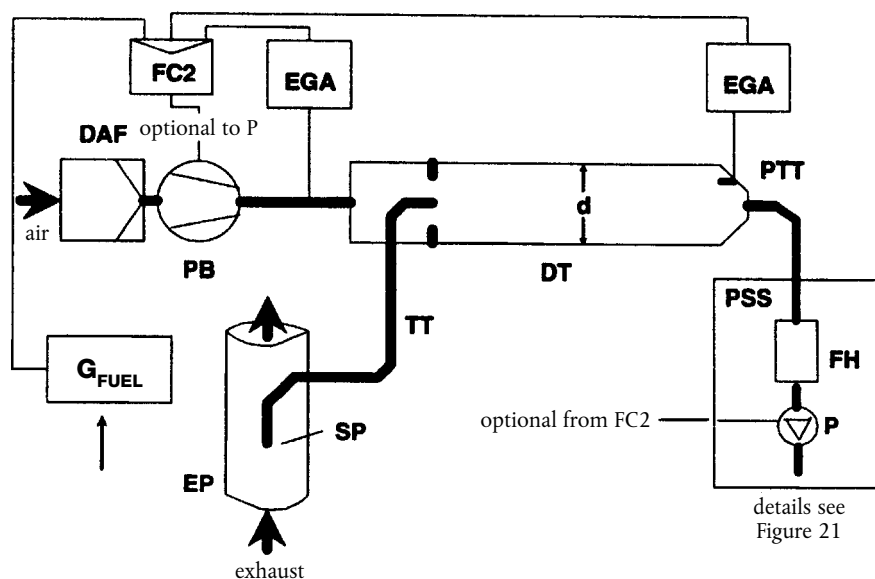 FC2
EGA
EGA
optional to P
DAF
PTT
air
d
PB
DT
PSS
TT
G FUEL
FH
optional from FC2
P
SP
EP
details see
Figure 21
exhaust